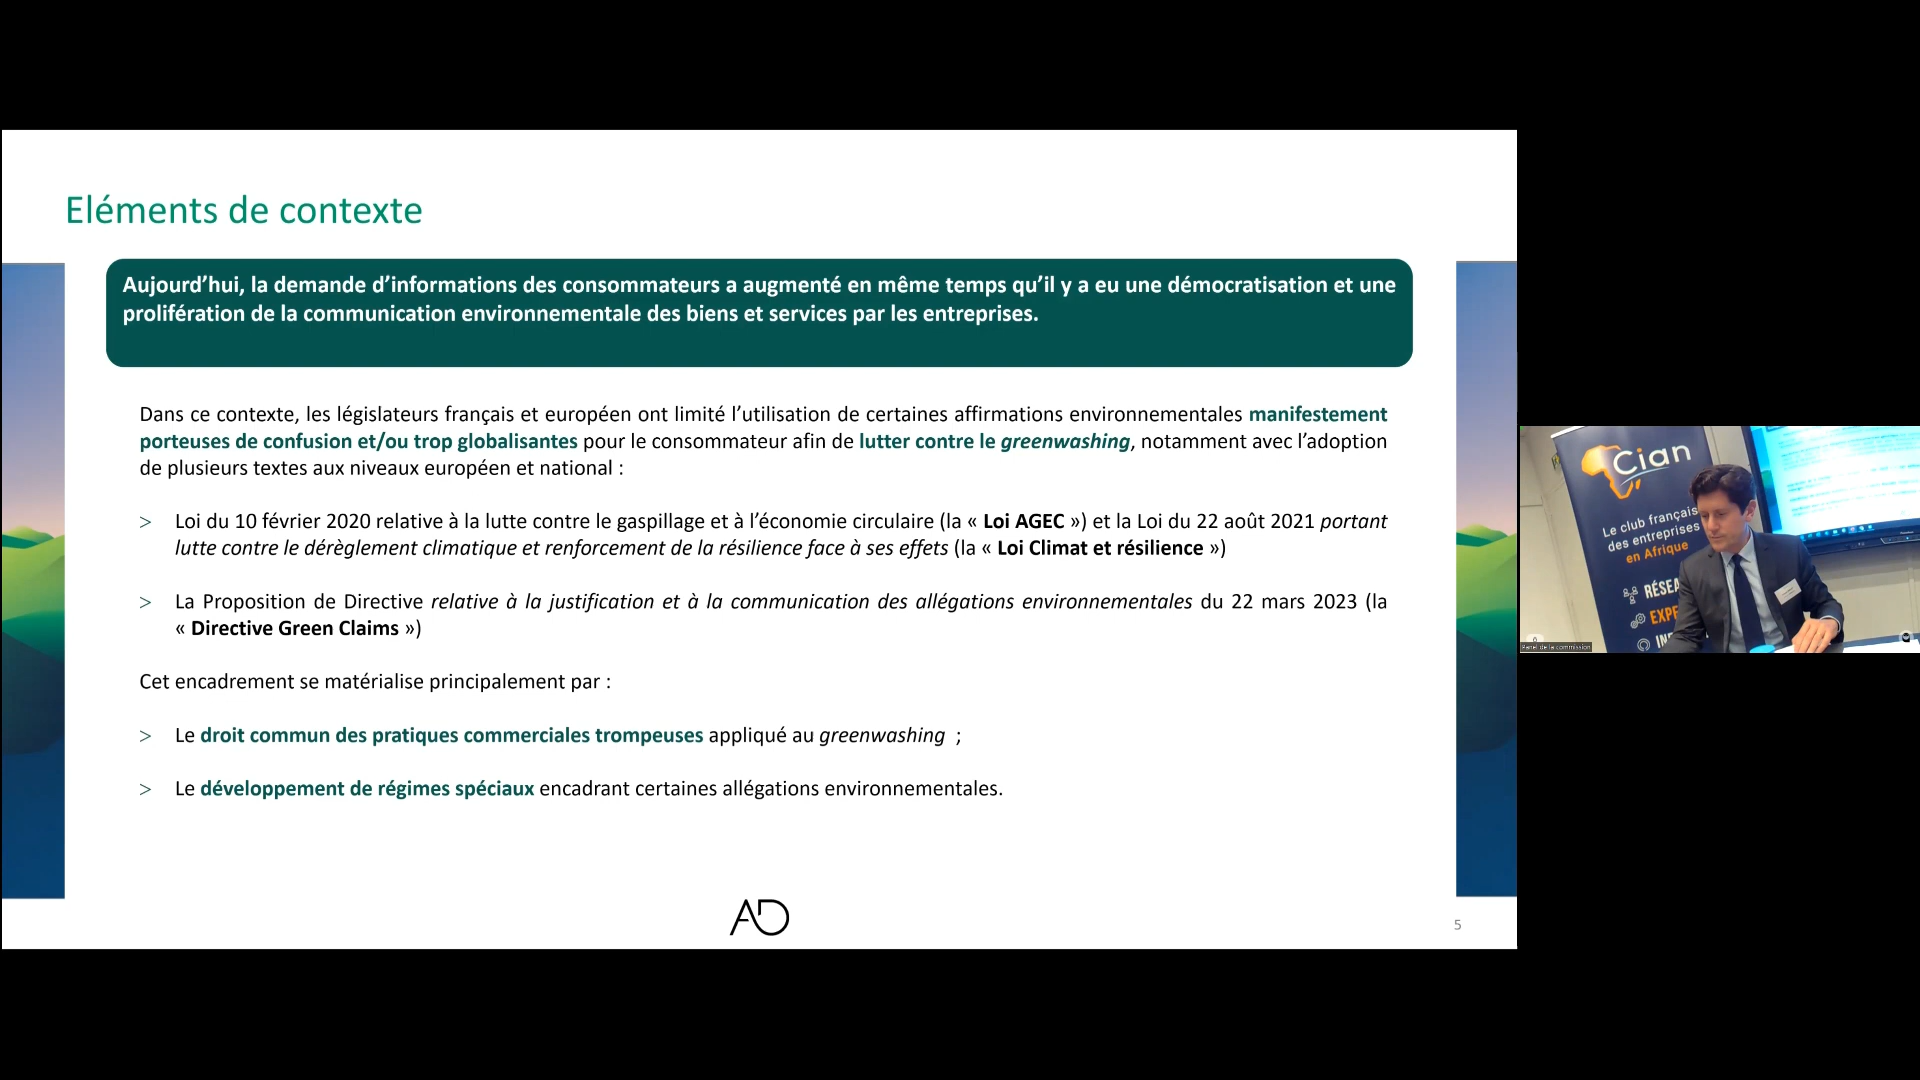 Eléments de contexte
Aujourd’hui, la demande d’informations des consommateurs a augmenté en même temps qu’il y a eu une démocratisation et une
prolifération de la communication environnementale des biens et services par les entreprises.
Dans ce contexte, les législateurs français et européen ont limité l’utilisation de certaines affirmations environnementales manifestement
porteuses de confusion et/ou trop globalisantes pour le consommateur afin de lutter contre le greenwashing, notamment avec l’adoption
de plusieurs textes aux niveaux européen et national :
> Loi du 10 février 2020 relative à la lutte contre le gaspillage et à l’économie circulaire (la « Loi AGEC ») et la Loi du 22 août 2021 portant
lutte contre le dérèglement climatique et renforcement de la résilience face à ses effets (la « Loi Climat et résilience »)
> La Proposition de Directive relative à la justification et à la communication des allégations environnementales du 22 mars 2023 (la
« Directive Green Claims »)
Cet encadrement se matérialise principalement par :
> Le droit commun des pratiques commerciales trompeuses appliqué au greenwashing ;
> Le développement de régimes spéciaux encadrant certaines allégations environnementales.
AD
5
Cian
Le club français
des entreprises
en Afrique
RÉSEA
EXPE
IN
Panel de la commission